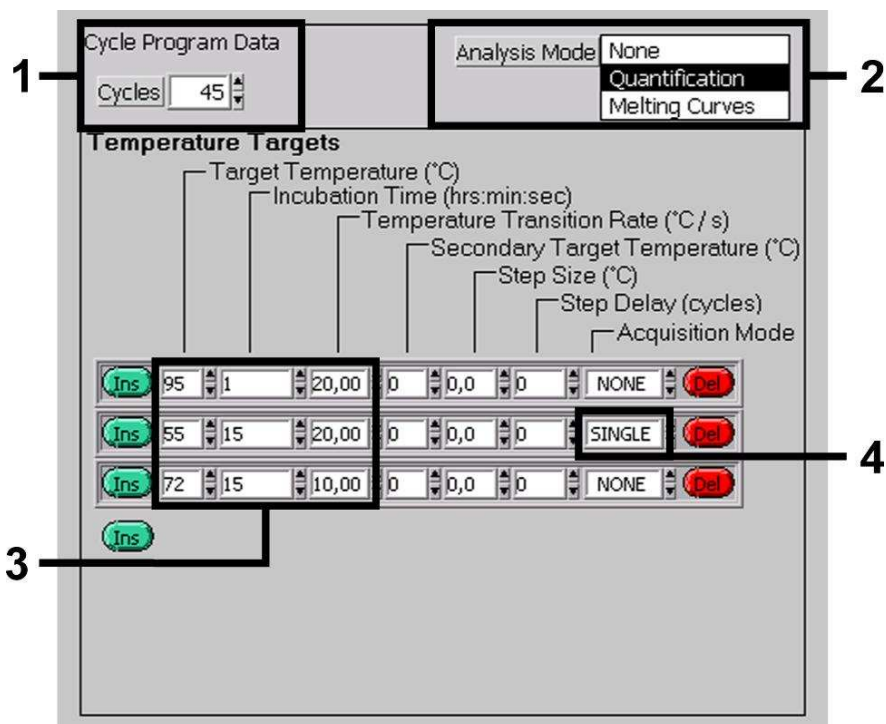 Cycle Program Data
Cycles 45
1
Analysis Mode None
Quantification
Melting Curves
2
Temperature Targets
Target Temperature (°C)
Incubation Time (hrs:min:sec)
Temperature Transition Rate (°C / s)
Secondary Target Temperature (°C)
Step Size (°C)
Step Delay (cycles)
Acquisition Mode
Ins 95 1 20,00 0 0,0 0 NONE Del
Ins 55 15 20,00 0 0,0 0 SINGLE Del
4
Ins 72 15 10,00 0 0,0 0 NONE Del
Ins
3